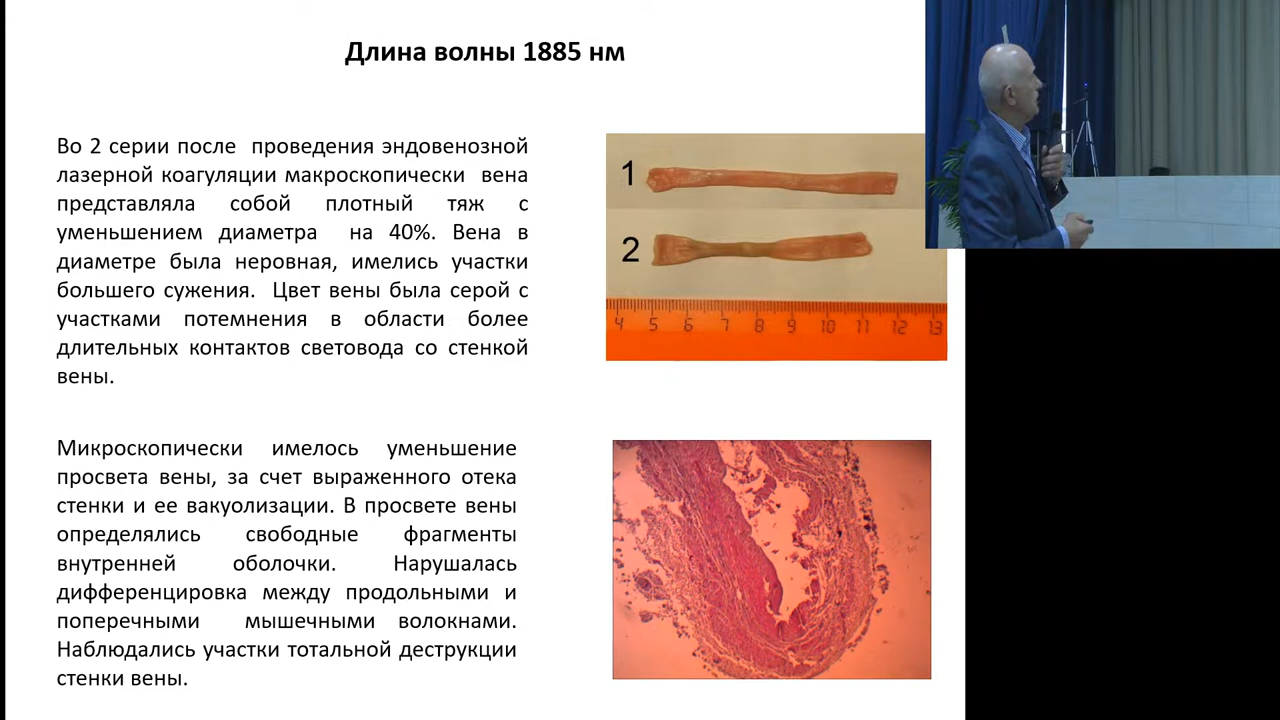 Длина волны 1885 нм
Во 2 серии после проведения эндовенозной
лазерной коагуляции макроскопически вена
представляла собой плотный тяж с
уменьшением диаметра на 40%. Вена в
диаметре была неровная, имелись участки
большего сужения. Цвет вены была серой с
участками потемнения в области более
длительных контактов световода со стенкой
вены.
1
2
4 5 6 7 8 9 10 11 12 13
Микроскопически имелось уменьшение
просвета вены, за счет выраженного отека
стенки и ее вакуолизации. В просвете вены
определялись свободные фрагменты
внутренней оболочки. Нарушалась
дифференцировка между продольными и
поперечными мышечными волокнами.
Наблюдались участки тотальной деструкции
стенки вены.